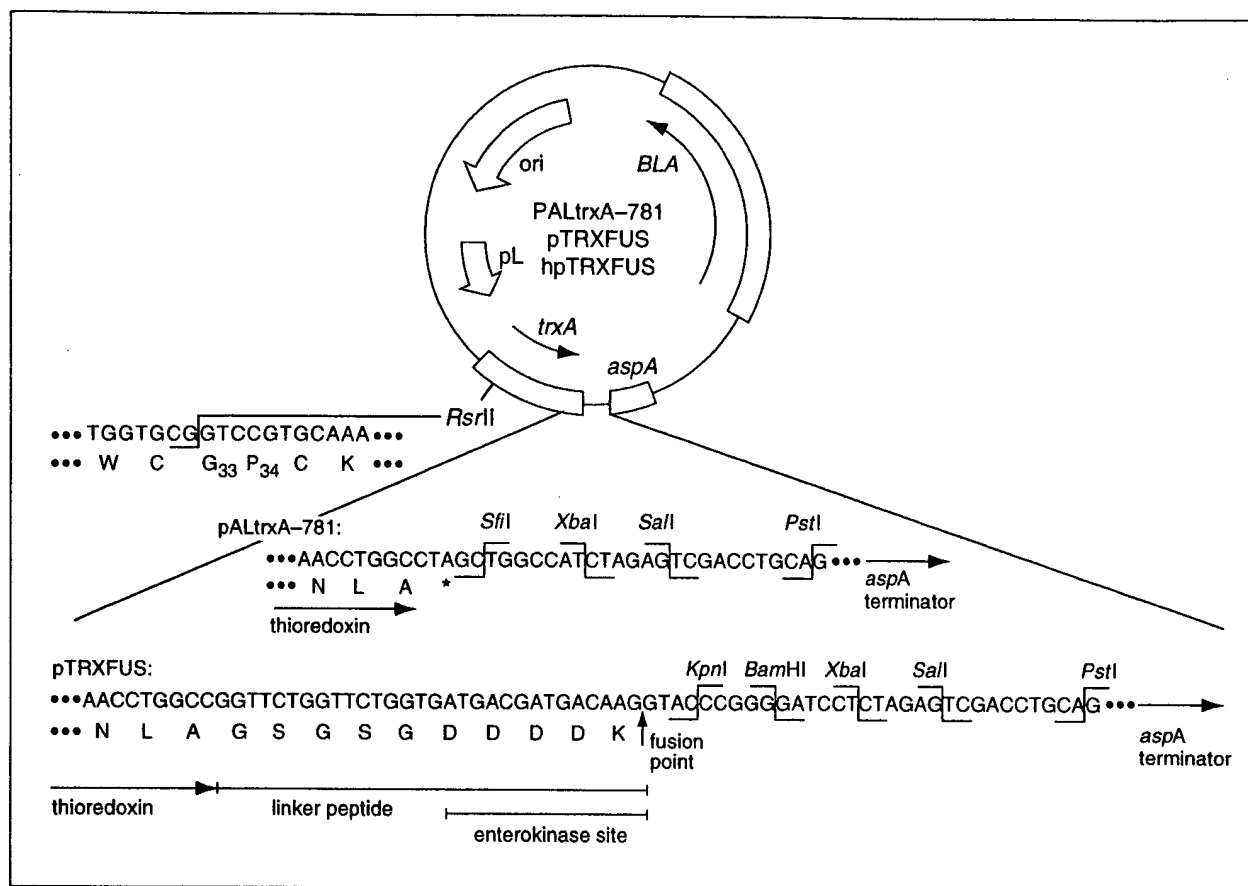 ori
BLA
PALtrxA–781
pTRXFUS
hpTRXFUS
pL
trxA
aspA
RsrII
•••TGGTGCGGTCCGTGCAAA•••
••• W C G33 P34 C K •••
pALtrxA–781:
SfiI XbaI SalI PstI
•••AACCTGGCCTAGCTGGCCATCTAGAGTCGACCTGCAG•••
••• N L A *
aspA
terminator
thioredoxin
pTRXFUS:
KpnI BamHI XbaI SalI PstI
•••AACCTGGCCGGTTCTGGTTCTGGTGATGACGATGACAAGGTACCCGGGGATCCTCTAGAGTCGACCTGCAG•••
••• N L A G S G S G D D D D K
fusion
point
aspA
terminator
thioredoxin linker peptide
enterokinase site